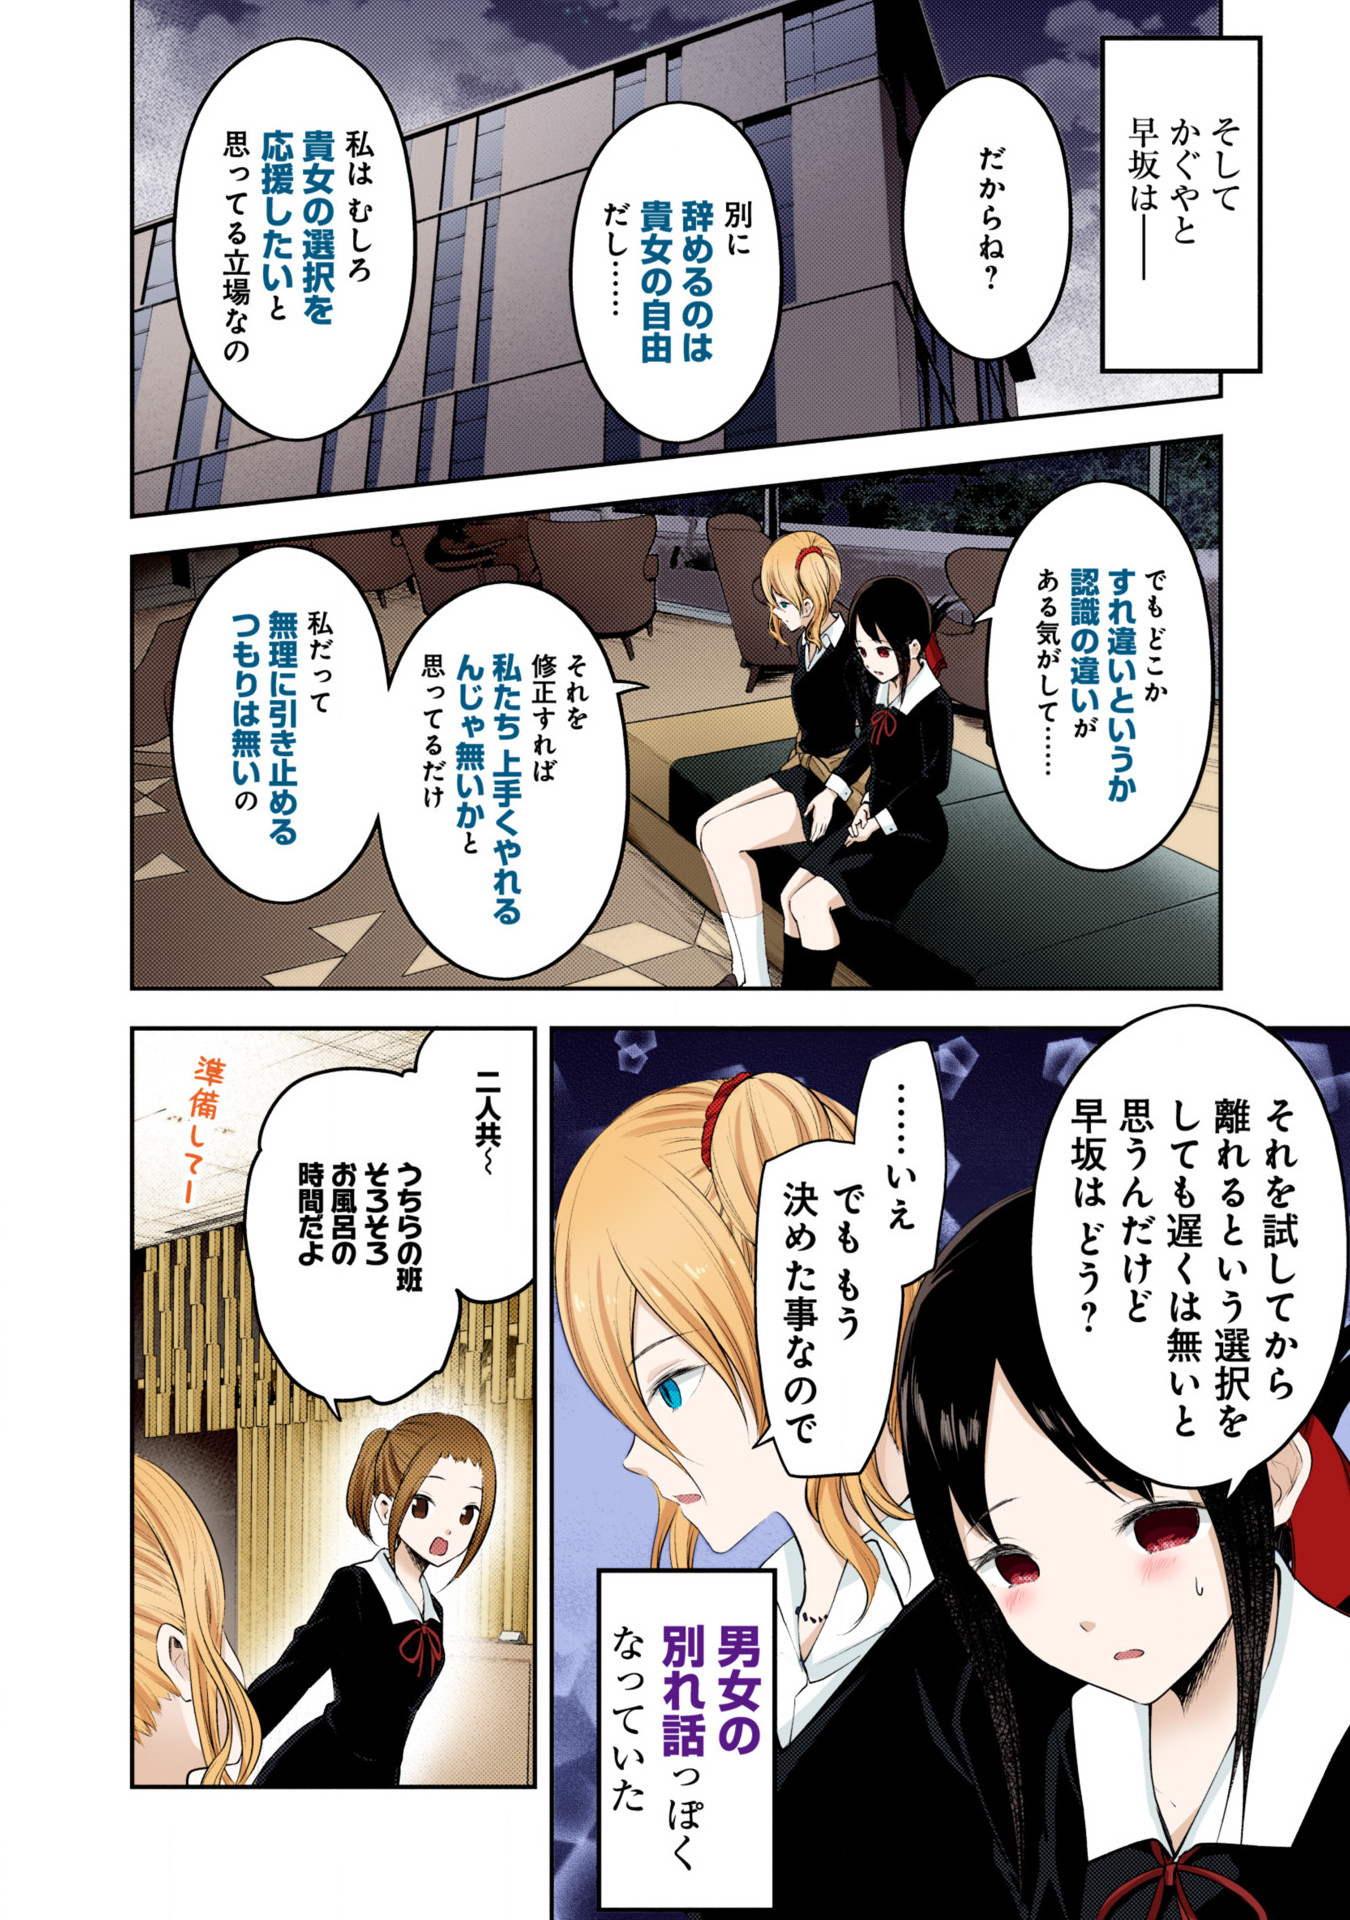 そして
かぐやと
早坂は――
だからね?
別に
辞めるのは
貴女の自由
だし……
私は むしろ
貴女の選択を
応援したいと
思ってる立場なの
でも どこか
すれ違いというか
認識の違いが
ある気がして……
それを
修正すれば
私たち上手くやれる
んじゃ無いかと
思ってるだけ
私だって
無理に引き止める
つもりは無いの
それを試してから
離れるという選択を
しても遅くは無いと
思うんだけど
早坂は どう?
……いえ
でも もう
決めた事なので
男女の
別れ話っぽく
なっていた
二人共~
うちらの班
そろそろ
お風呂の
時間だよ
準備してー